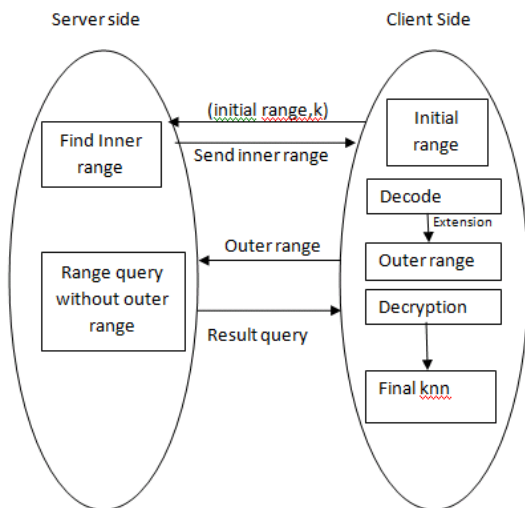 Server side
Client Side
(initial range,k)
Initial
range
Find Inner
range
Send inner range
Decode
Extension
Outer range
Outer range
Range query
without outer
range
Decryption
Result query
Final knn